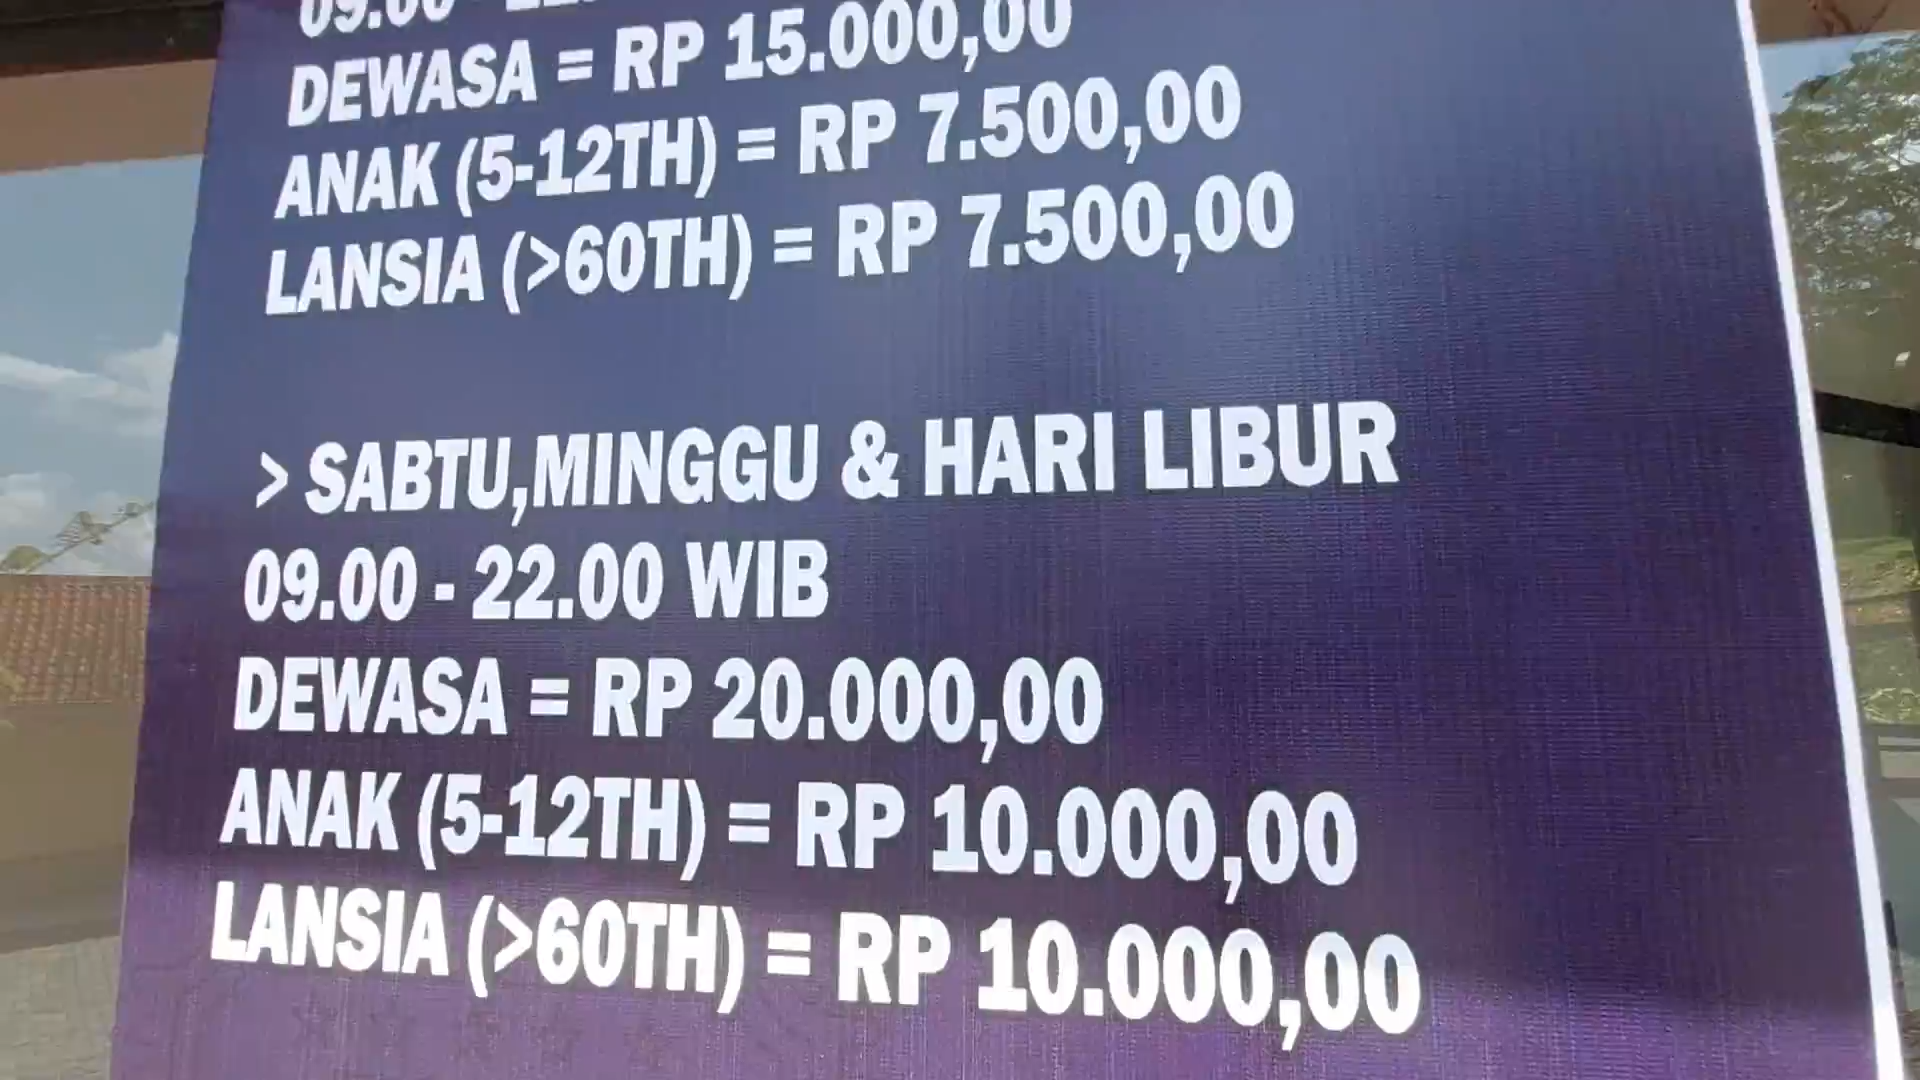 09.00 -
DEWASA = RP 15.000,00
ANAK (5-12TH) = RP 7.500,00
LANSIA (>60TH) = RP 7.500,00
> SABTU,MINGGU & HARI LIBUR
09.00 - 22.00 WIB
DEWASA = RP 20.000,00
ANAK (5-12TH) = RP 10.000,00
LANSIA (>60TH) = RP 10.000,00